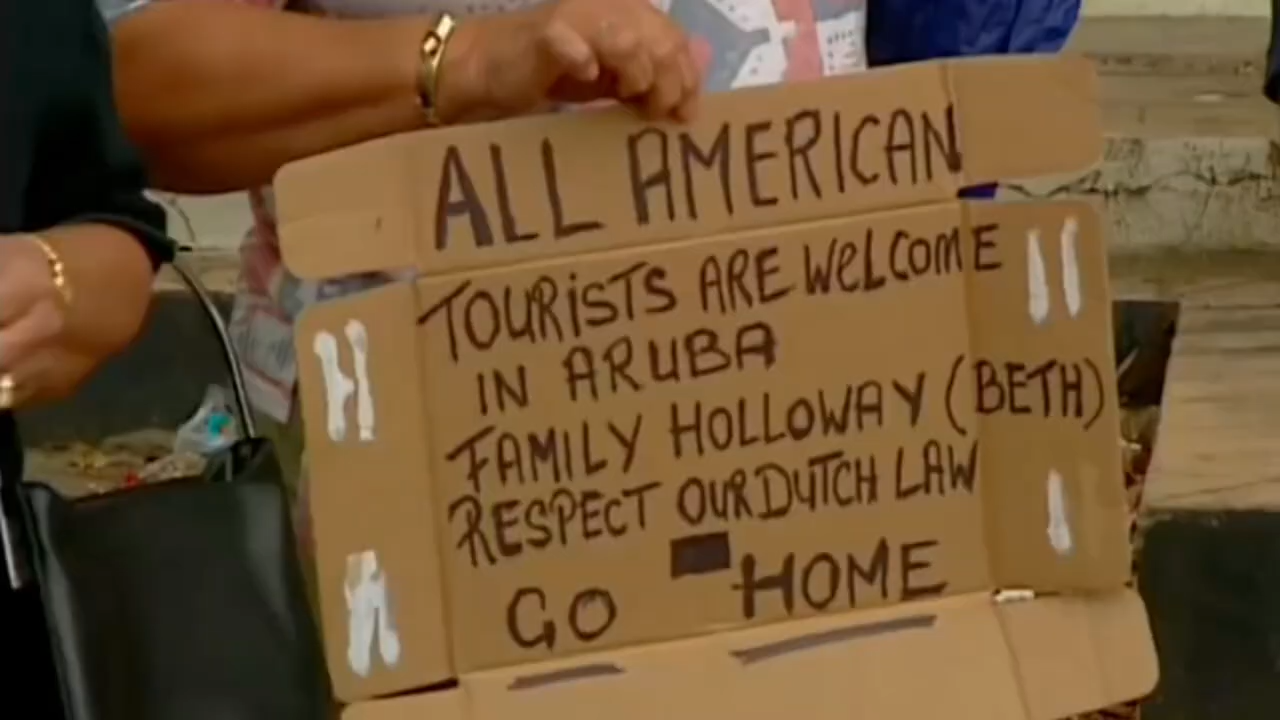 ALL AMERICAN
TOURiSTS ARE WeLComE
IN ARUBA
FAMILY HOLLOWAY (BETH)
RESPECT OUR DUTCH LAW
GO HOME